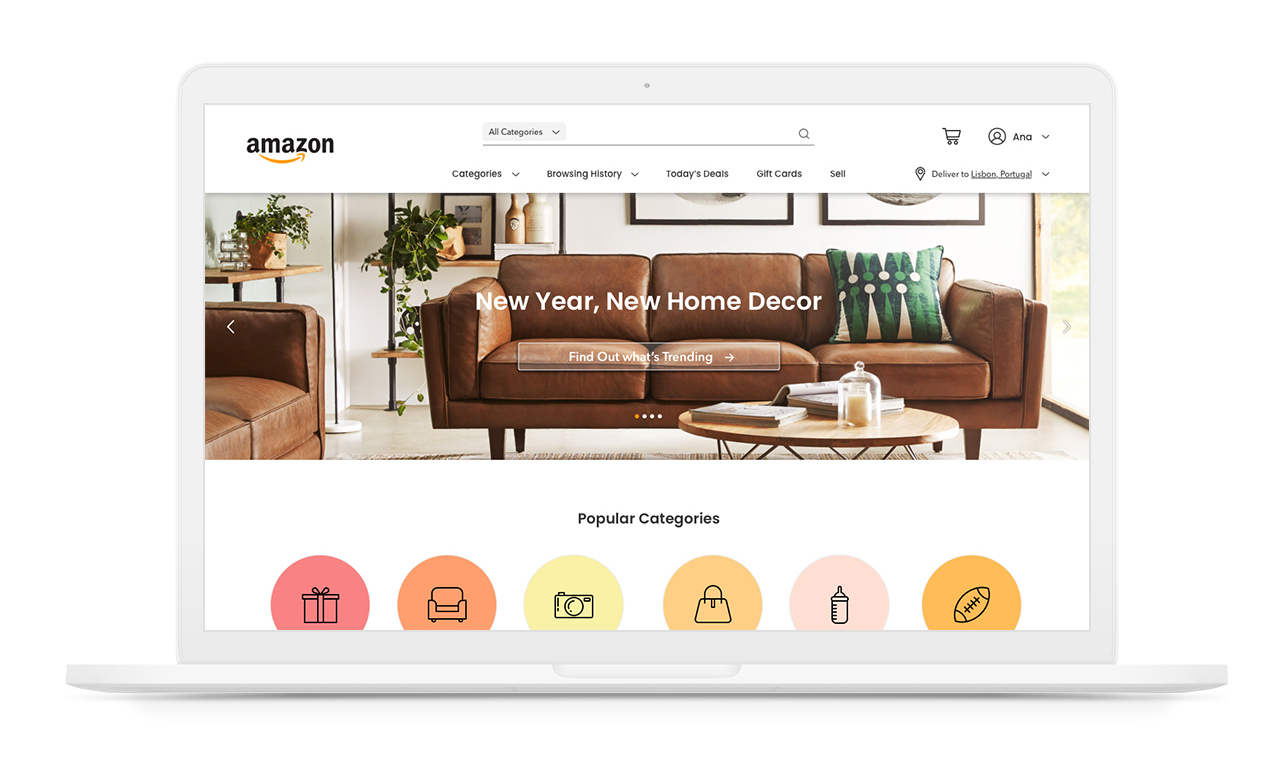 amazon
All Categories
Ana
Categories Browsing History Today's Deals Gift Cards Sell
Deliver to Lisbon, Portugal
New Year, New Home Decor
Find Out what's Trending
Popular Categories